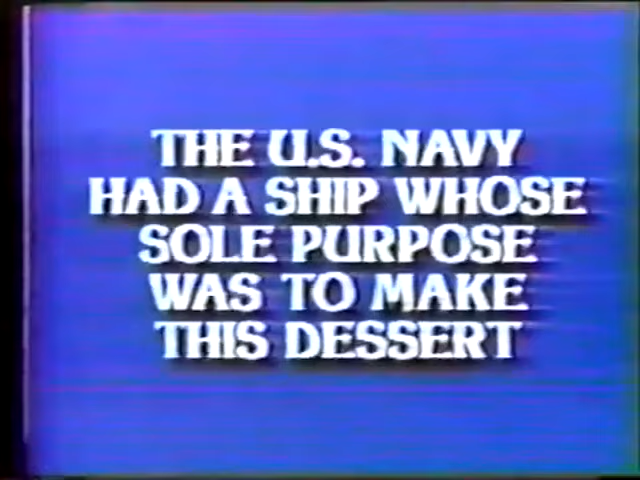 THE U.S. NAVY
HAD A SHIP WHOSE
SOLE PURPOSE
WAS TO MAKE
THIS DESSERT